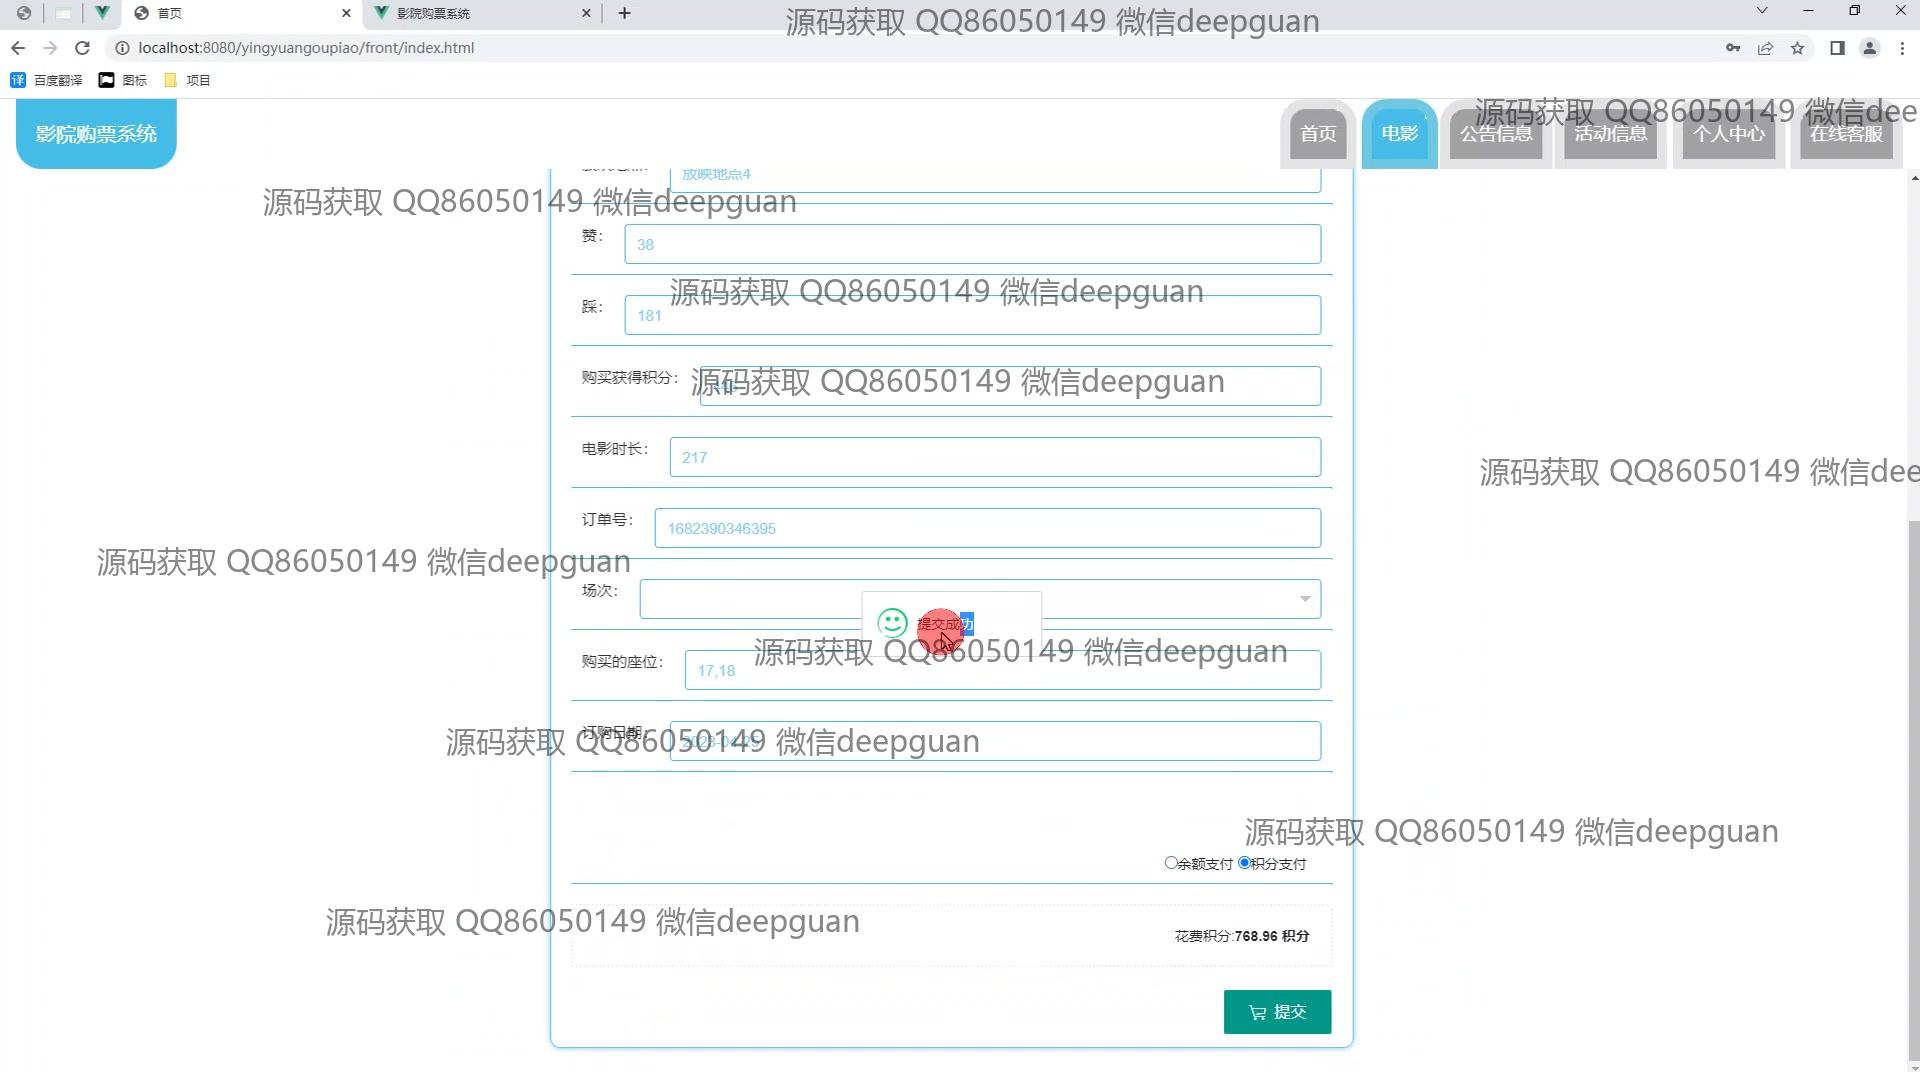 首页
影院购票系统
源码获取 QQ86050149 微信deepguan
localhost:8080/yingyuangoupiao/front/index.html
百度翻译
图标
项目
影院购票系统
首页
电影
公告信息
活动信息
个人中心
在线客服
源码获取 QQ86050149 微信dee
放映地点4
源码获取 QQ86050149 微信deepguan
赞：
38
源码获取 QQ86050149 微信deepguan
踩：
181
购买获得积分：
源码获取 QQ86050149 微信deepguan
电影时长：
217
源码获取 QQ86050149 微信dee
订单号：
1682390346395
源码获取 QQ86050149 微信deepguan
场次：
提交成功
源码获取 QQ86050149 微信deepguan
购买的座位：
17,18
订购日期：
源码获取 QQ86050149 微信deepguan
源码获取 QQ86050149 微信deepguan
余额支付
积分支付
源码获取 QQ86050149 微信deepguan
花费积分:768.96 积分
提交